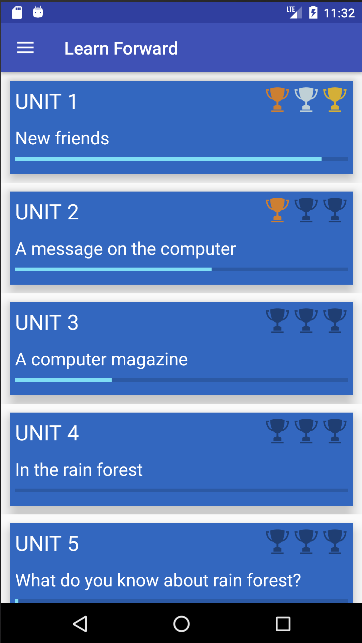 LTE 11:32
Learn Forward
UNIT 1
New friends
UNIT 2
A message on the computer
UNIT 3
A computer magazine
UNIT 4
In the rain forest
UNIT 5
What do you know about rain forest?